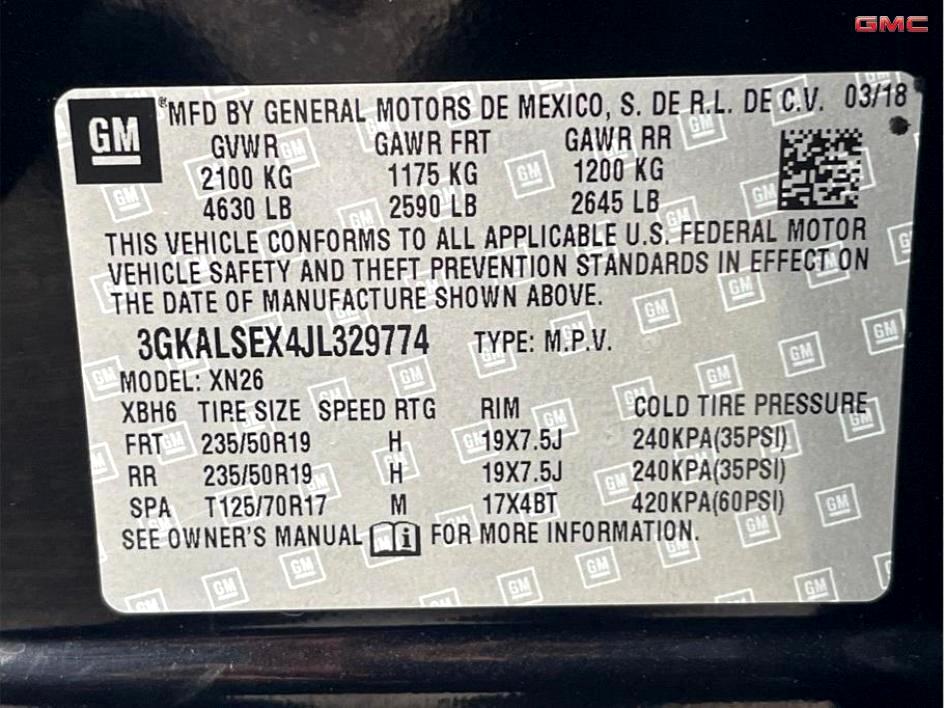 GMC
GM ® MFD BY GENERAL MOTORS DE MEXICO, S. DE R.L. DE C.V. 03/18
GVWR GAWR FRT GAWR RR
2100 KG 1175 KG 1200 KG
4630 LB 2590 LB 2645 LB
THIS VEHICLE CONFORMS TO ALL APPLICABLE U.S. FEDERAL MOTOR
VEHICLE SAFETY AND THEFT PREVENTION STANDARDS IN EFFECT ON
THE DATE OF MANUFACTURE SHOWN ABOVE.
3GKALSEX4JL329774 TYPE: M.P.V.
MODEL: XN26
XBH6 TIRE SIZE SPEED RTG RIM COLD TIRE PRESSURE
FRT 235/50R19 H 19X7.5J 240KPA(35PSI)
RR 235/50R19 H 19X7.5J 240KPA(35PSI)
SPA T125/70R17 M 17X4BT 420KPA(60PSI)
SEE OWNER'S MANUAL i FOR MORE INFORMATION.